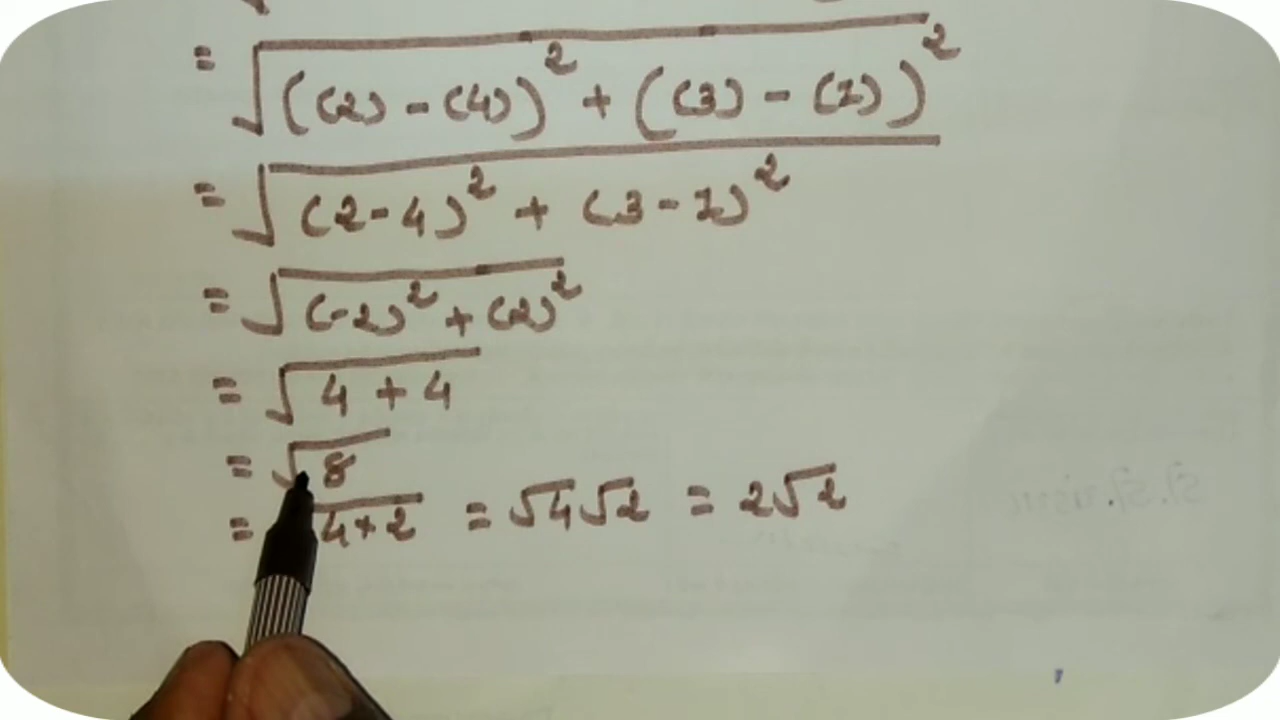 = √((2) - (4))² + ((3) - (1))²
= √(2-4)² + (3-1)²
= √(-2)² + (2)²
= √4 + 4
= √8
= √4+2 = √4√2 = 2√2